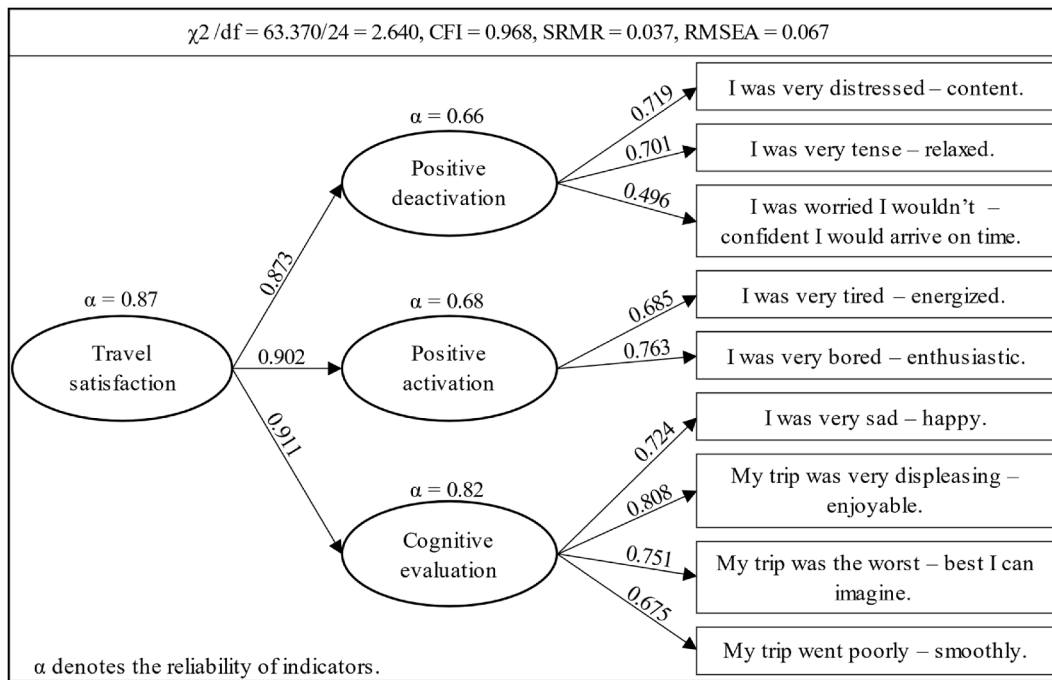 χ2 /df = 63.370/24 = 2.640, CFI = 0.968, SRMR = 0.037, RMSEA = 0.067
α = 0.66
Positive
deactivation
0.719
I was very distressed – content.
0.701
I was very tense – relaxed.
0.496
I was worried I wouldn’t –
confident I would arrive on time.
0.873
α = 0.87
Travel
satisfaction
0.902
α = 0.68
Positive
activation
0.685
I was very tired – energized.
0.763
I was very bored – enthusiastic.
0.911
α = 0.82
Cognitive
evaluation
0.724
I was very sad – happy.
0.808
My trip was very displeasing –
enjoyable.
0.751
My trip was the worst – best I can
imagine.
0.675
My trip went poorly – smoothly.
α denotes the reliability of indicators.